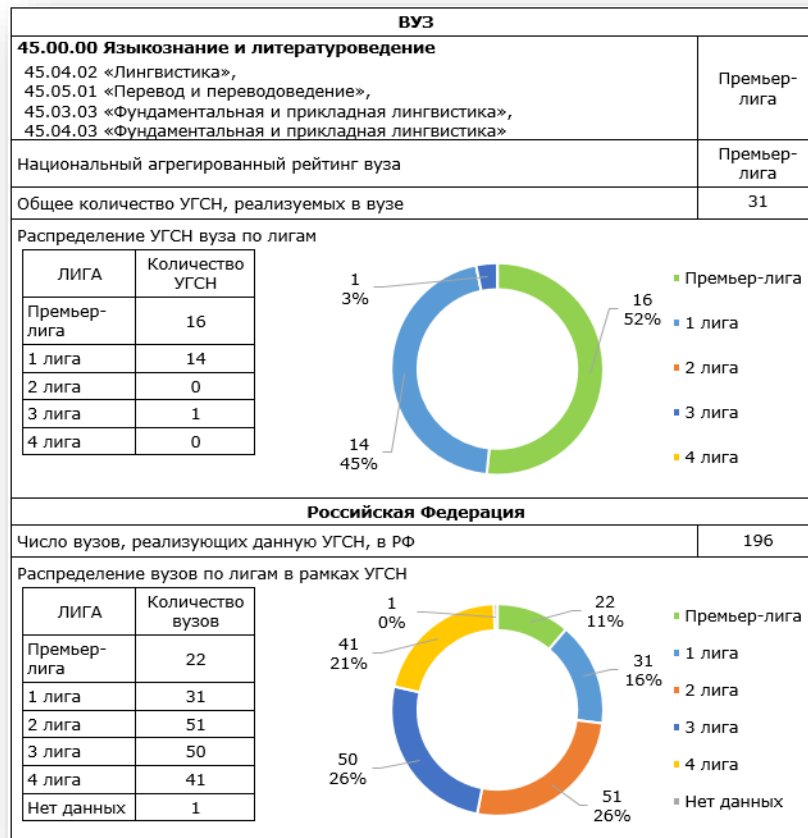 ВУЗ
45.00.00 Языкознание и литературоведение
45.04.02 «Лингвистика»,
45.05.01 «Перевод и переводоведение»,
45.03.03 «Фундаментальная и прикладная лингвистика»,
45.04.03 «Фундаментальная и прикладная лингвистика»
Премьер-
лига
Национальный агрегированный рейтинг вуза
Премьер-
лига
Общее количество УГСН, реализуемых в вузе
31
Распределение УГСН вуза по лигам
ЛИГА
Количество
УГСН
Премьер-
лига
16
1 лига
14
2 лига
0
3 лига
1
4 лига
0
1
3%
16
52%
14
45%
Премьер-лига
1 лига
2 лига
3 лига
4 лига
Российская Федерация
Число вузов, реализующих данную УГСН, в РФ
196
Распределение вузов по лигам в рамках УГСН
ЛИГА
Количество
вузов
Премьер-
лига
22
1 лига
31
2 лига
51
3 лига
50
4 лига
41
Нет данных
1
1
0%
22
11%
41
21%
31
16%
50
26%
51
26%
Премьер-лига
1 лига
2 лига
3 лига
4 лига
Нет данных